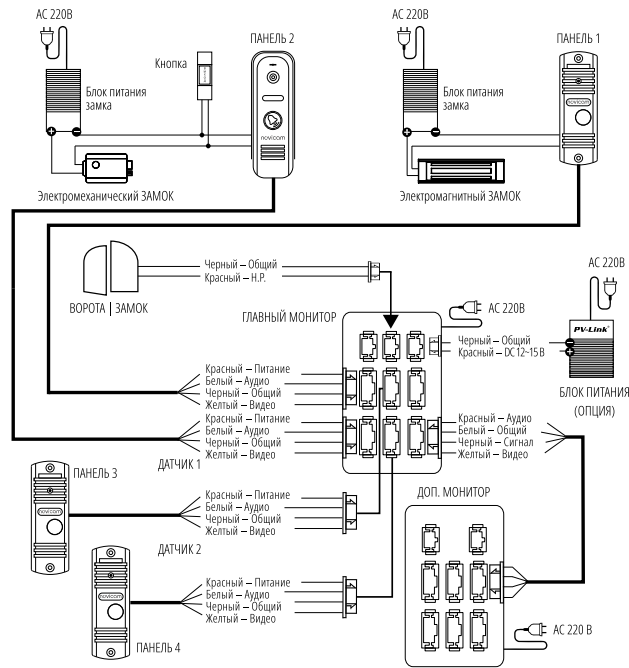 AC 220В
ПАНЕЛЬ 2
AC 220В
ПАНЕЛЬ 1
Кнопка
Блок питания
замка
Блок питания
замка
novicam
novicam
Электромеханический ЗАМОК
Электромагнитный ЗАМОК
Черный – Общий
Красный – Н.Р.
ВОРОТА | ЗАМОК
AC 220В
ГЛАВНЫЙ МОНИТОР
AC 220В
PV-Link
Черный – Общий
Красный – DC 12~15 В
БЛОК ПИТАНИЯ
(ОПЦИЯ)
Красный – Питание
Белый – Аудио
Черный – Общий
Желтый – Видео
Красный – Питание
Белый – Аудио
Черный – Общий
Желтый – Видео
Красный – Аудио
Белый – Общий
Черный – Сигнал
Желтый – Видео
ДАТЧИК 1
ПАНЕЛЬ 3
novicam
Красный – Питание
Белый – Аудио
Черный – Общий
Желтый – Видео
ДОП. МОНИТОР
ДАТЧИК 2
novicam
Красный – Питание
Белый – Аудио
Черный – Общий
Желтый – Видео
ПАНЕЛЬ 4
AC 220 В